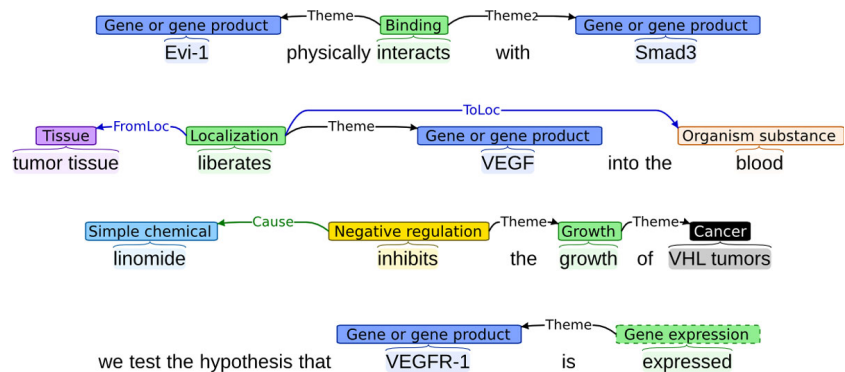 Theme Theme2
Gene or gene product Binding Gene or gene product
Evi-1 physically interacts with Smad3
ToLoc
FromLoc Theme
Tissue Localization Gene or gene product Organism substance
tumor tissue liberates VEGF into the blood
Cause Theme Theme
Simple chemical Negative regulation Growth Cancer
linomide inhibits the growth of VHL tumors
Theme
Gene or gene product Gene expression
we test the hypothesis that VEGFR-1 is expressed